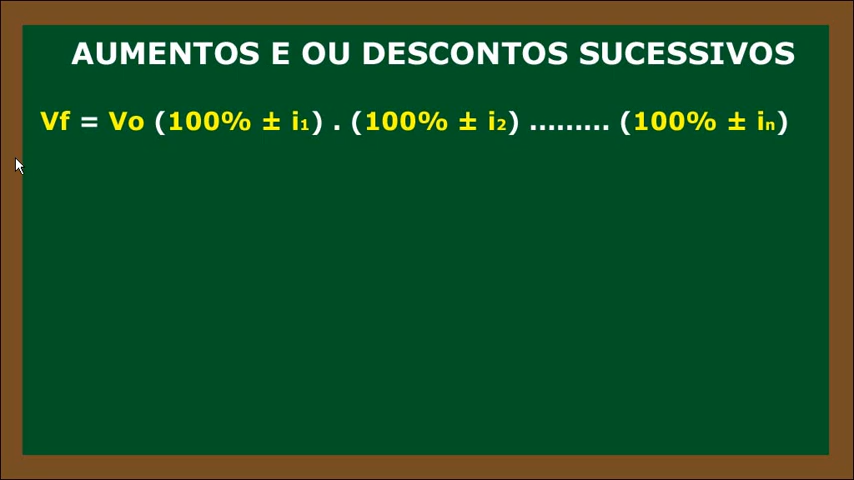 AUMENTOS E OU DESCONTOS SUCESSIVOS
Vf = Vo (100% ± i₁) . (100% ± i₂) ......... (100% ± iₙ)